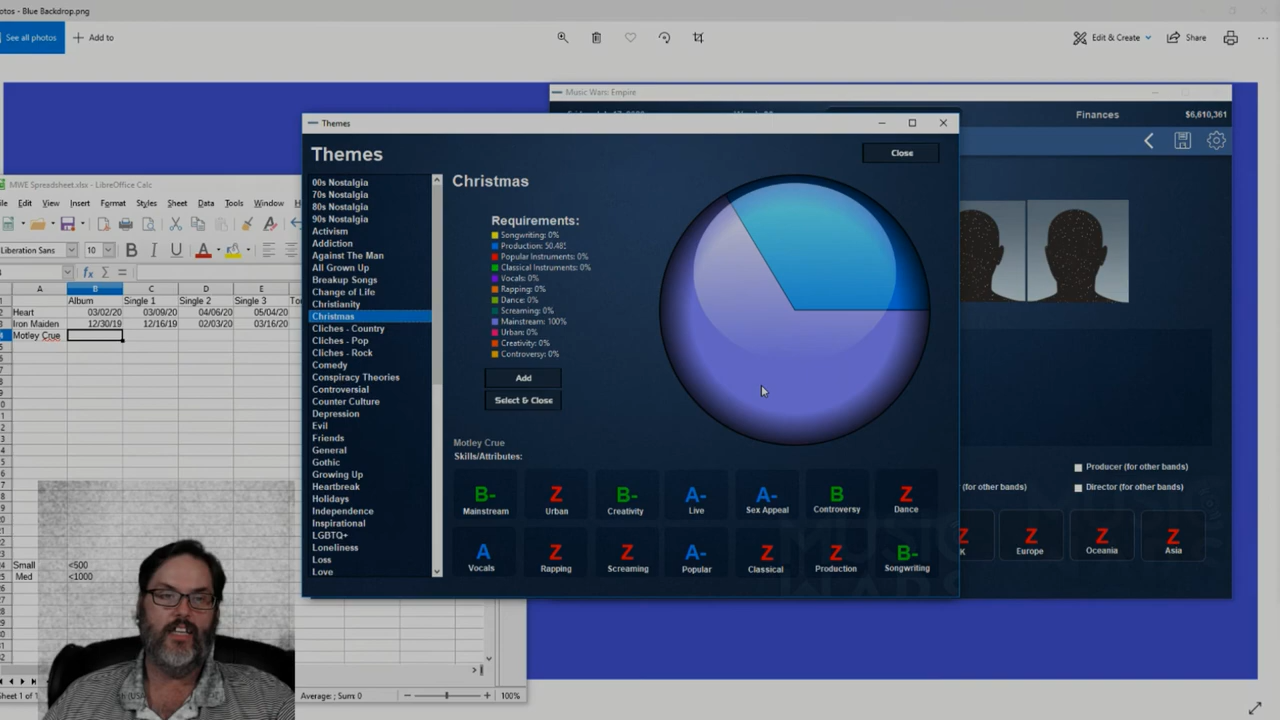 otos - Blue Backdrop.png
See all photos
Add to
Edit & Create
Share
Music Wars: Empire
Finances
$6,610,361
Themes
Themes
Close
MWE Spreadsheet.xlsx - LibreOffice Calc
File Edit View Insert Format Styles Sheet Data Tools Window
Liberation Sans
10
B I U A
A B C D E
Album Single 1 Single 2 Single 3
2 Heart 03/02/20 03/09/20 04/06/20 05/04/20
3 Iron Maiden 12/30/19 12/16/19 02/03/20 03/16/20
Motley Crue
Small <500
Med <1000
Sheet 1 of 1
Average: ; Sum: 0
100%
00s Nostalgia
70s Nostalgia
80s Nostalgia
90s Nostalgia
Activism
Addiction
Against The Man
All Grown Up
Breakup Songs
Change of Life
Christianity
Christmas
Cliches - Country
Cliches - Pop
Cliches - Rock
Comedy
Conspiracy Theories
Controversial
Counter Culture
Depression
Evil
Friends
General
Gothic
Growing Up
Heartbreak
Holidays
Independence
Inspirational
LGBTQ+
Loneliness
Loss
Love
Christmas
Requirements:
Songwriting: 0%
Production: 50.48%
Popular Instruments: 0%
Classical Instruments: 0%
Vocals: 0%
Rapping: 0%
Dance: 0%
Screaming: 0%
Mainstream: 100%
Urban: 0%
Creativity: 0%
Controversy: 0%
Add
Select & Close
Motley Crue
Skills/Attributes:
B- Z B- A- A- B Z
Mainstream Urban Creativity Live Sex Appeal Controversy Dance
A Z Z A- Z Z B-
Vocals Rapping Screaming Popular Classical Production Songwriting
Producer (for other bands)
(for other bands)
Director (for other bands)
Z Z Z Z
K Europe Oceania Asia